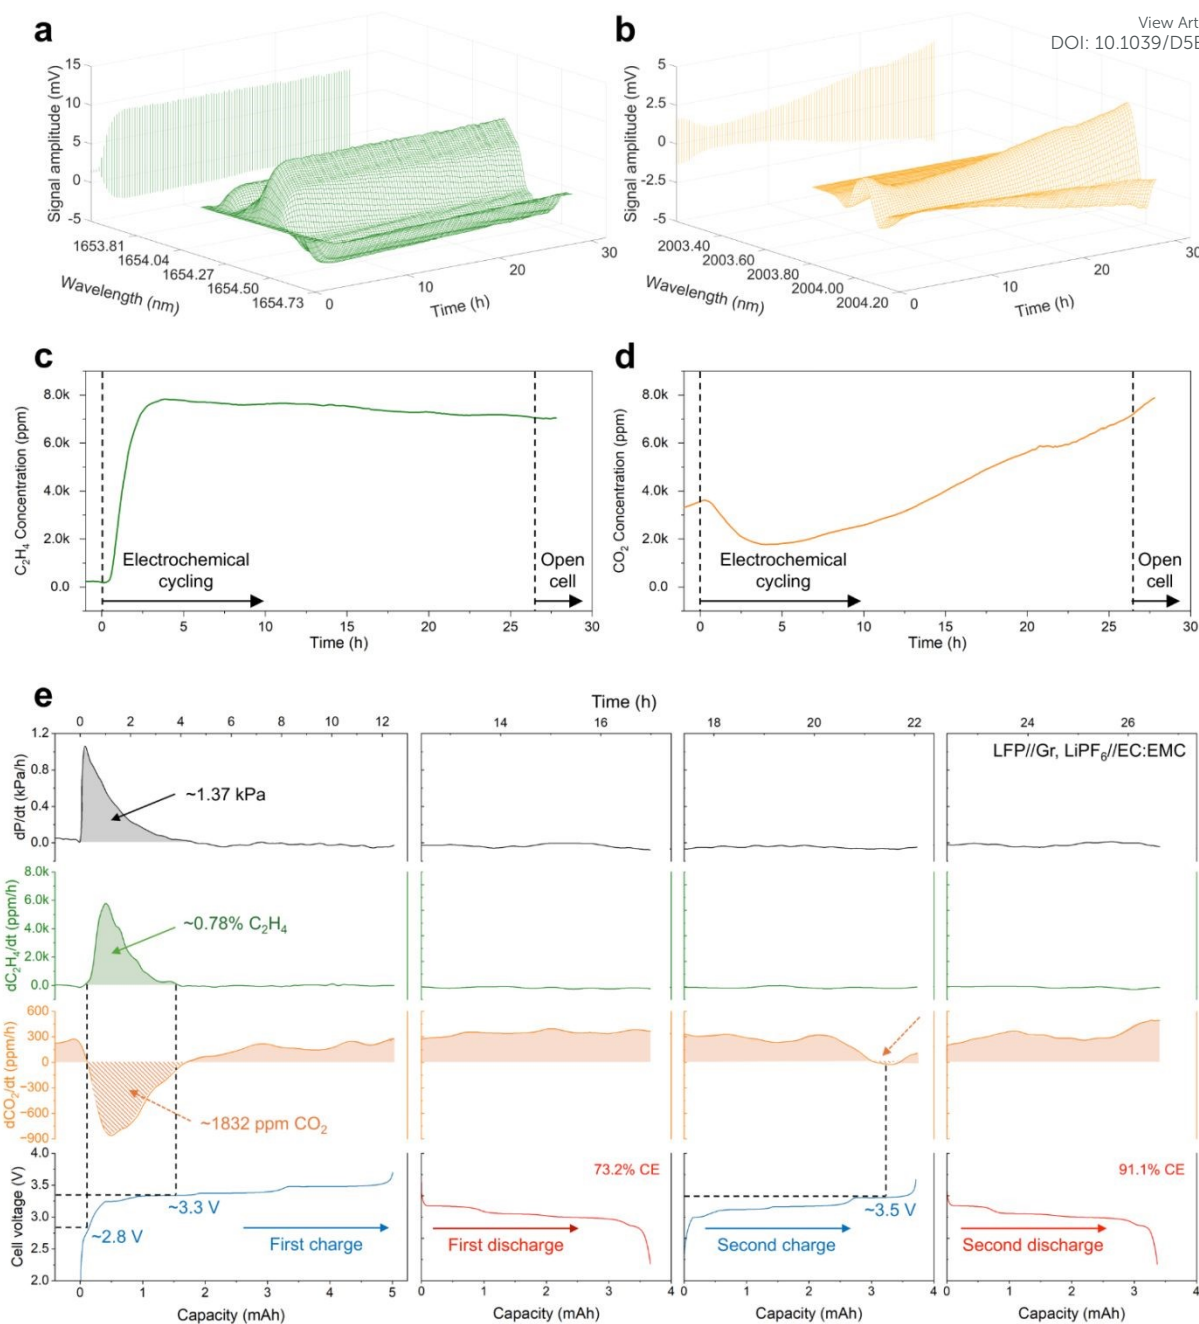 View Art
DOI: 10.1039/D5E
a
Signal amplitude (mV)
15
10
5
0
-5
1653.81
1654.04
1654.27
1654.50
1654.73
Wavelength (nm)
0
10
20
30
Time (h)
b
Signal amplitude (mV)
5
2.5
0
-2.5
-5
2003.40
2003.60
2003.80
2004.00
2004.20
Wavelength (nm)
0
10
20
30
Time (h)
c
C₂H₄ Concentration (ppm)
8.0k
6.0k
4.0k
2.0k
0.0
Electrochemical
cycling
Open
cell
0 5 10 15 20 25 30
Time (h)
d
CO₂ Concentration (ppm)
8.0k
6.0k
4.0k
2.0k
0.0
Electrochemical
cycling
Open
cell
0 5 10 15 20 25 30
Time (h)
e
Time (h)
0 2 4 6 8 10 12 14 16 18 20 22 24 26
dP/dt (kPa/h)
1.2
0.8
0.4
0.0
~1.37 kPa
LFP//Gr, LiPF₆//EC:EMC
dC₂H₄/dt (ppm/h)
8.0k
6.0k
4.0k
2.0k
0.0
~0.78% C₂H₄
dCO₂/dt (ppm/h)
600
300
0
−300
−600
−900
~1832 ppm CO₂
Cell voltage (V)
4.0
3.5
3.0
2.5
2.0
~2.8 V
~3.3 V
First charge
73.2% CE
First discharge
~3.5 V
Second charge
91.1% CE
Second discharge
0 1 2 3 4 5
Capacity (mAh)
0 1 2 3 4
Capacity (mAh)
0 1 2 3 4
Capacity (mAh)
0 1 2 3 4
Capacity (mAh)